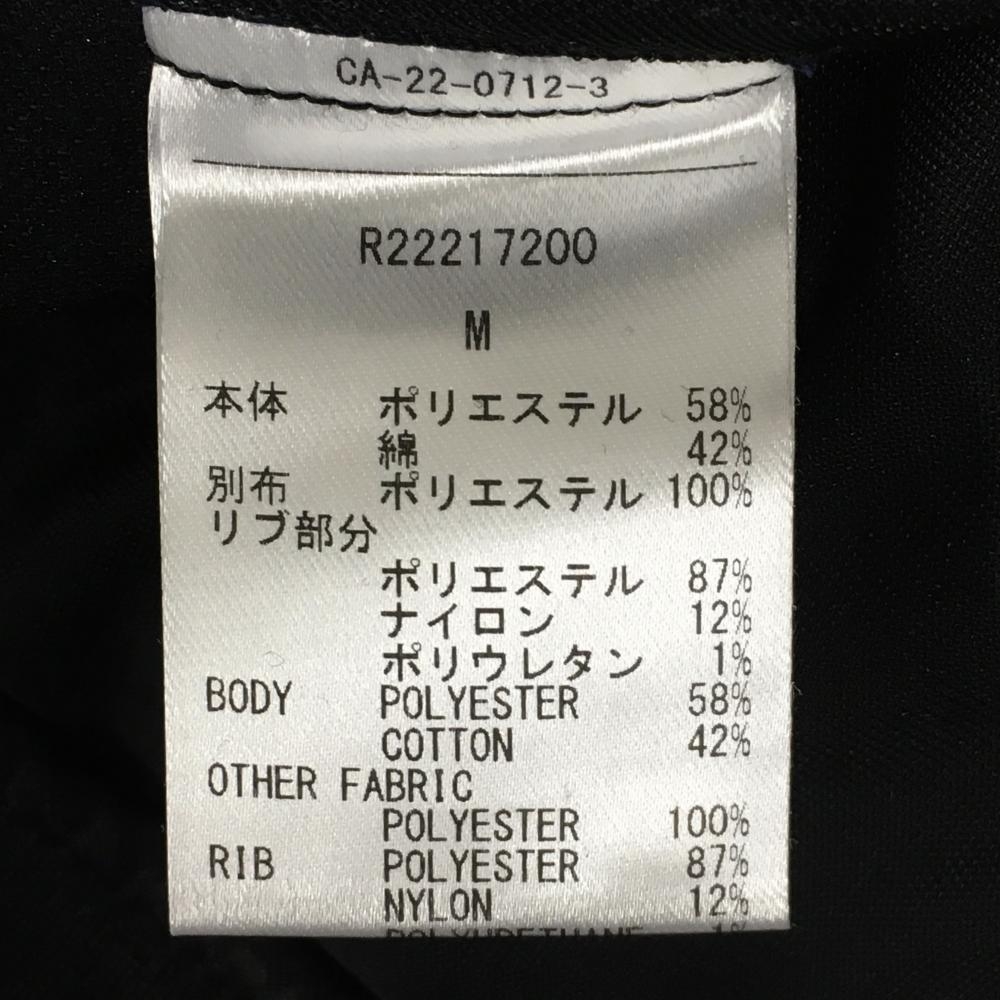 CA-22-0712-3
R22217200
M
本体 ポリエステル 58%
綿 42%
別布 ポリエステル 100%
リブ部分
ポリエステル 87%
ナイロン 12%
ポリウレタン 1%
BODY POLYESTER 58%
COTTON 42%
OTHER FABRIC
POLYESTER 100%
RIB POLYESTER 87%
NYLON 12%
POLYURETHANE 1%